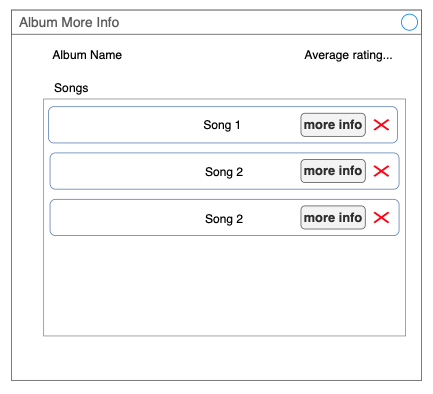 Album More Info
Album Name Average rating...
Songs
Song 1 more info
Song 2 more info
Song 2 more info